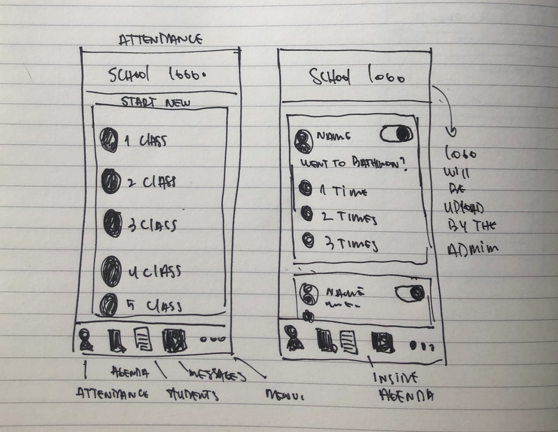 ATTENDANCE
SCHOOL LOGO.
START NEW
1 CLASS
2 CLASS
3 CLASS
4 CLASS
5 CLASS
AGENDA
MESSAGES
ATTENDANCE
STUDENTS
MENU
SCHOOL LOGO
NAME
WENT TO BATHROOM?
1 TIME
2 TIMES
3 TIMES
NAME
INSIDE
AGENDA
LOGO
WILL
BE
UPLOAD
BY THE
ADMIN